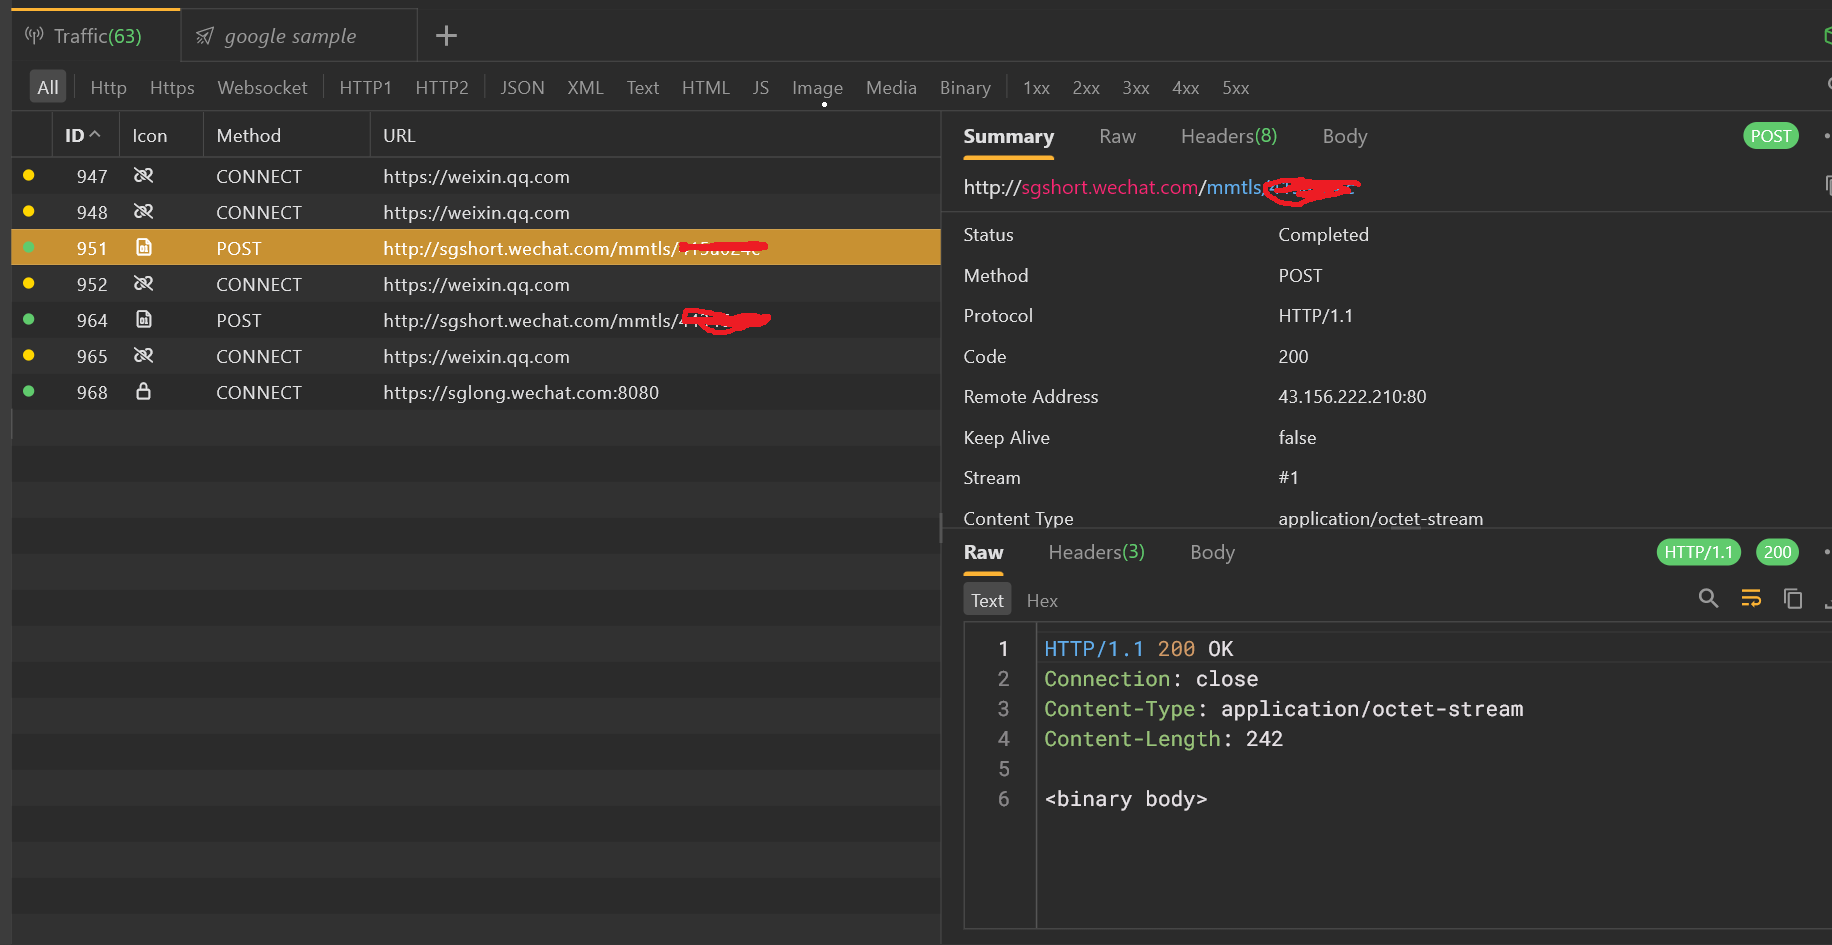 Traffic(63)
google sample
All Http Https Websocket HTTP1 HTTP2 JSON XML Text HTML JS Image Media Binary 1xx 2xx 3xx 4xx 5xx
ID Icon Method URL
947 CONNECT https://weixin.qq.com
948 CONNECT https://weixin.qq.com
951 POST http://sgshort.wechat.com/mmtls/
952 CONNECT https://weixin.qq.com
964 POST http://sgshort.wechat.com/mmtls/
965 CONNECT https://weixin.qq.com
968 CONNECT https://sglong.wechat.com:8080
Summary Raw Headers(8) Body POST
http://sgshort.wechat.com/mmtls/
Status Completed
Method POST
Protocol HTTP/1.1
Code 200
Remote Address 43.156.222.210:80
Keep Alive false
Stream #1
Content Type application/octet-stream
Raw Headers(3) Body HTTP/1.1 200
Text Hex
1 HTTP/1.1 200 OK
2 Connection: close
3 Content-Type: application/octet-stream
4 Content-Length: 242
5
6 <binary body>